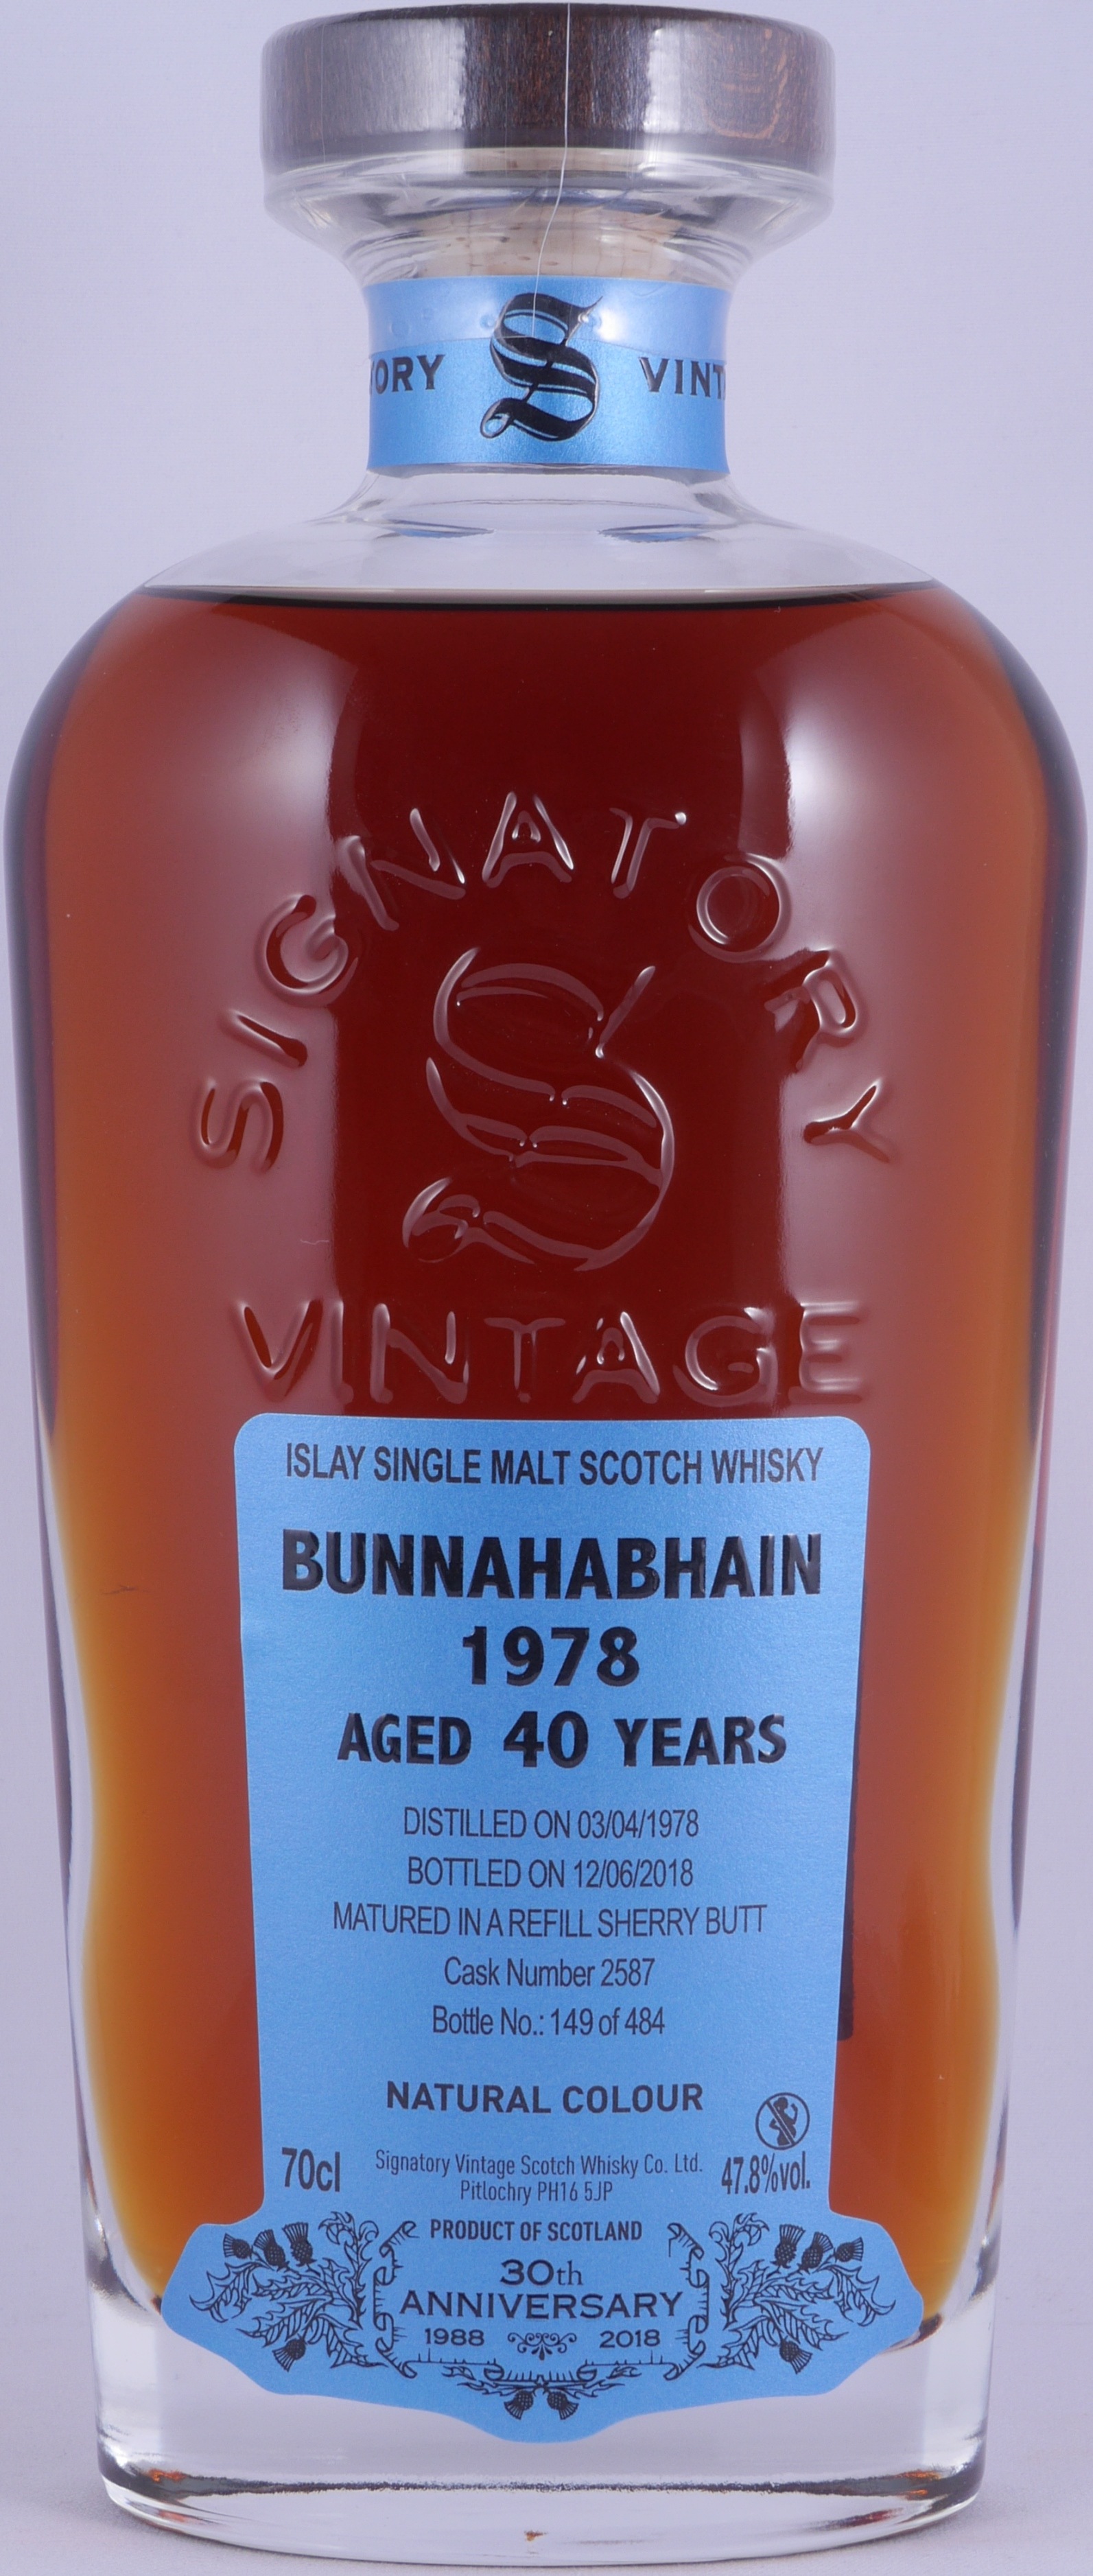 VINT
SIGNATORY
S
VINTAGE
ISLAY SINGLE MALT SCOTCH WHISKY
BUNNAHABHAIN
1978
AGED 40 YEARS
DISTILLED ON 03/04/1978
BOTTLED ON 12/06/2018
MATURED IN A REFILL SHERRY BUTT
Cask Number 2587
Bottle No.: 149 of 484
NATURAL COLOUR
70cl Signatory Vintage Scotch Whisky Co. Ltd. 47.8%vol.
Pitlochry PH16 5JP
PRODUCT OF SCOTLAND
30th
ANNIVERSARY
1988 2018